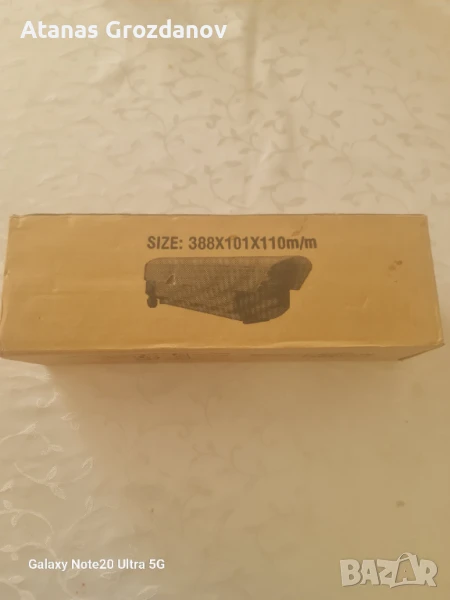 Atanas Grozdanov
SIZE: 388X101X110m/m
Galaxy Note20 Ultra 5G
BAZAR